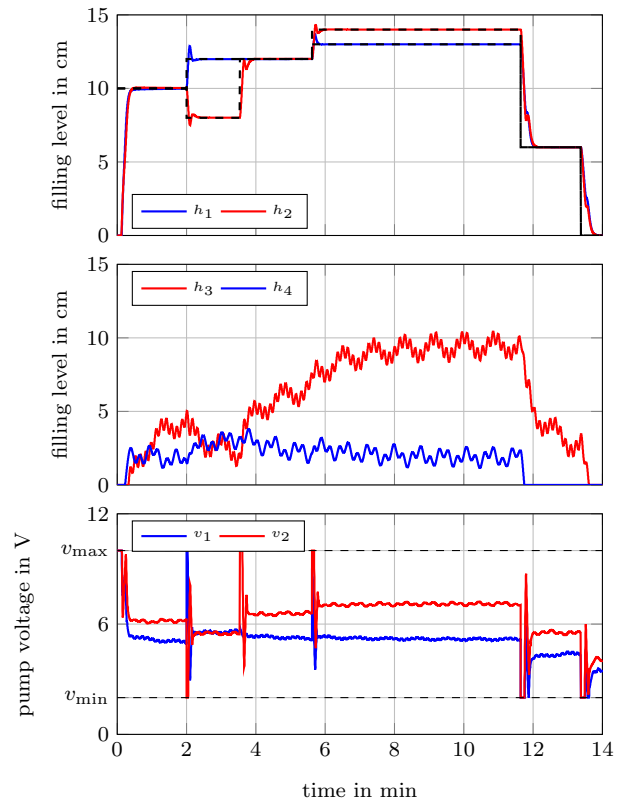 15
10
5
0
filling level in cm
h1 h2
15
10
5
0
filling level in cm
h3 h4
12
vmax
6
vmin
0
pump voltage in V
v1 v2
0 2 4 6 8 10 12 14
time in min